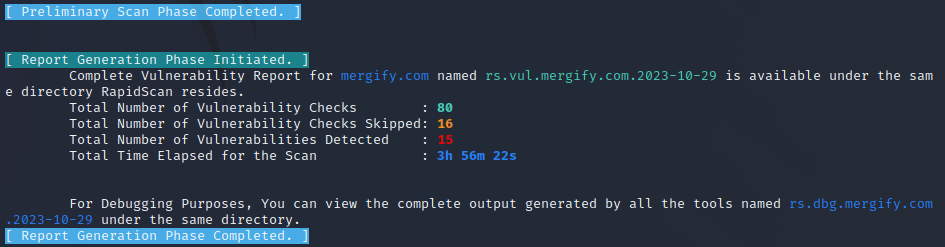 [ Preliminary Scan Phase Completed. ]
[ Report Generation Phase Initiated. ]
Complete Vulnerability Report for mergify.com named rs.vul.mergify.com.2023-10-29 is available under the sam
e directory RapidScan resides.
Total Number of Vulnerability Checks : 80
Total Number of Vulnerability Checks Skipped: 16
Total Number of Vulnerabilities Detected : 15
Total Time Elapsed for the Scan : 3h 56m 22s
For Debugging Purposes, You can view the complete output generated by all the tools named rs.dbg.mergify.com
.2023-10-29 under the same directory.
[ Report Generation Phase Completed. ]